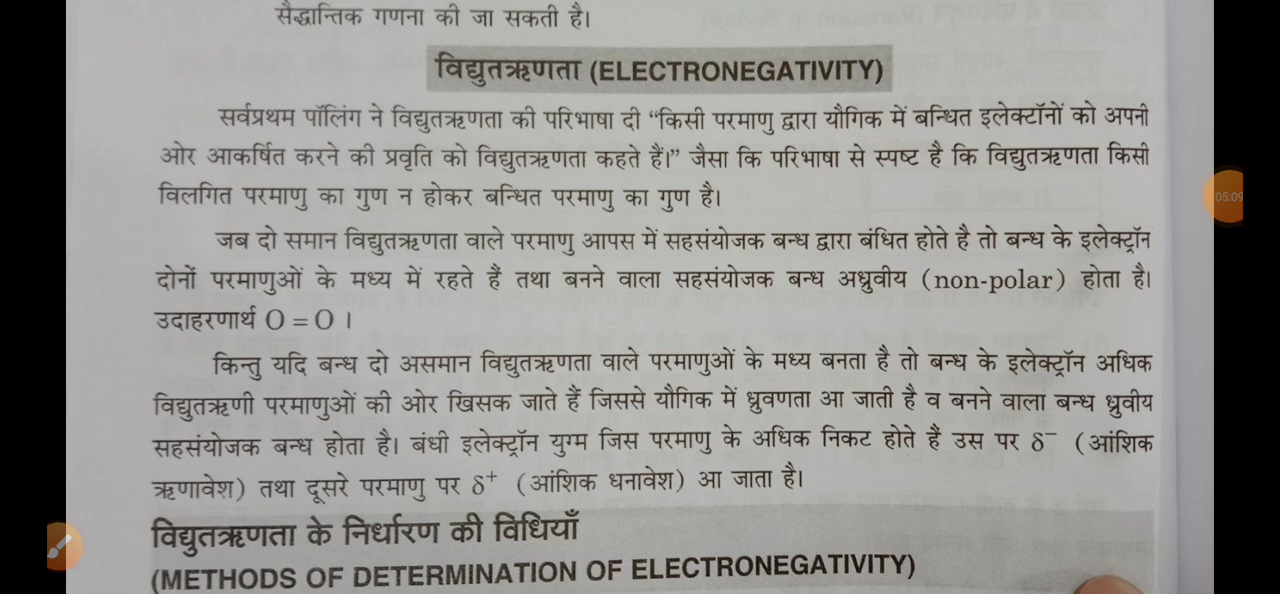 सैद्धान्तिक गणना की जा सकती है।
विद्युतऋणता (ELECTRONEGATIVITY)
सर्वप्रथम पॉलिंग ने विद्युतऋणता की परिभाषा दी “किसी परमाणु द्वारा यौगिक में बन्धित इलेक्टॉनों को अपनी
ओर आकर्षित करने की प्रवृति को विद्युतऋणता कहते हैं।” जैसा कि परिभाषा से स्पष्ट है कि विद्युतऋणता किसी
विलगित परमाणु का गुण न होकर बन्धित परमाणु का गुण है।
जब दो समान विद्युतऋणता वाले परमाणु आपस में सहसंयोजक बन्ध द्वारा बंधित होते है तो बन्ध के इलेक्ट्रॉन
दोनों परमाणुओं के मध्य में रहते हैं तथा बनने वाला सहसंयोजक बन्ध अध्रुवीय (non-polar) होता है।
उदाहरणार्थ O = O ।
किन्तु यदि बन्ध दो असमान विद्युतऋणता वाले परमाणुओं के मध्य बनता है तो बन्ध के इलेक्ट्रॉन अधिक
विद्युतऋणी परमाणुओं की ओर खिसक जाते हैं जिससे यौगिक में ध्रुवणता आ जाती है व बनने वाला बन्ध ध्रुवीय
सहसंयोजक बन्ध होता है। बंधी इलेक्ट्रॉन युग्म जिस परमाणु के अधिक निकट होते हैं उस पर δ⁻ (आंशिक
ऋणावेश) तथा दूसरे परमाणु पर δ⁺ (आंशिक धनावेश) आ जाता है।
विद्युतऋणता के निर्धारण की विधियाँ
(METHODS OF DETERMINATION OF ELECTRONEGATIVITY)
05:09